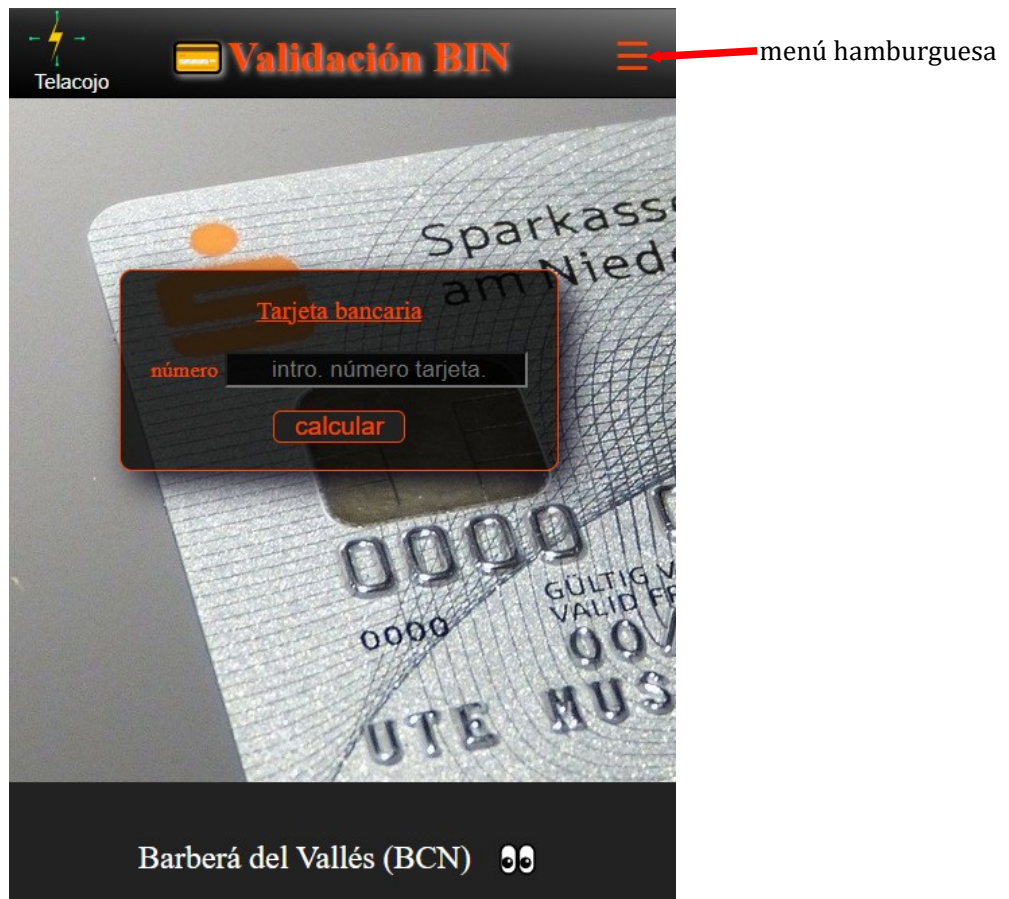 Telacojo
Validación BIN
menú hamburguesa
Sparkass
am Niede
Tarjeta bancaria
número
intro. número tarjeta.
calcular
0000
GÜLTIG V
VALID FR
0000
00/
UTE MUS
Barberá del Vallés (BCN)